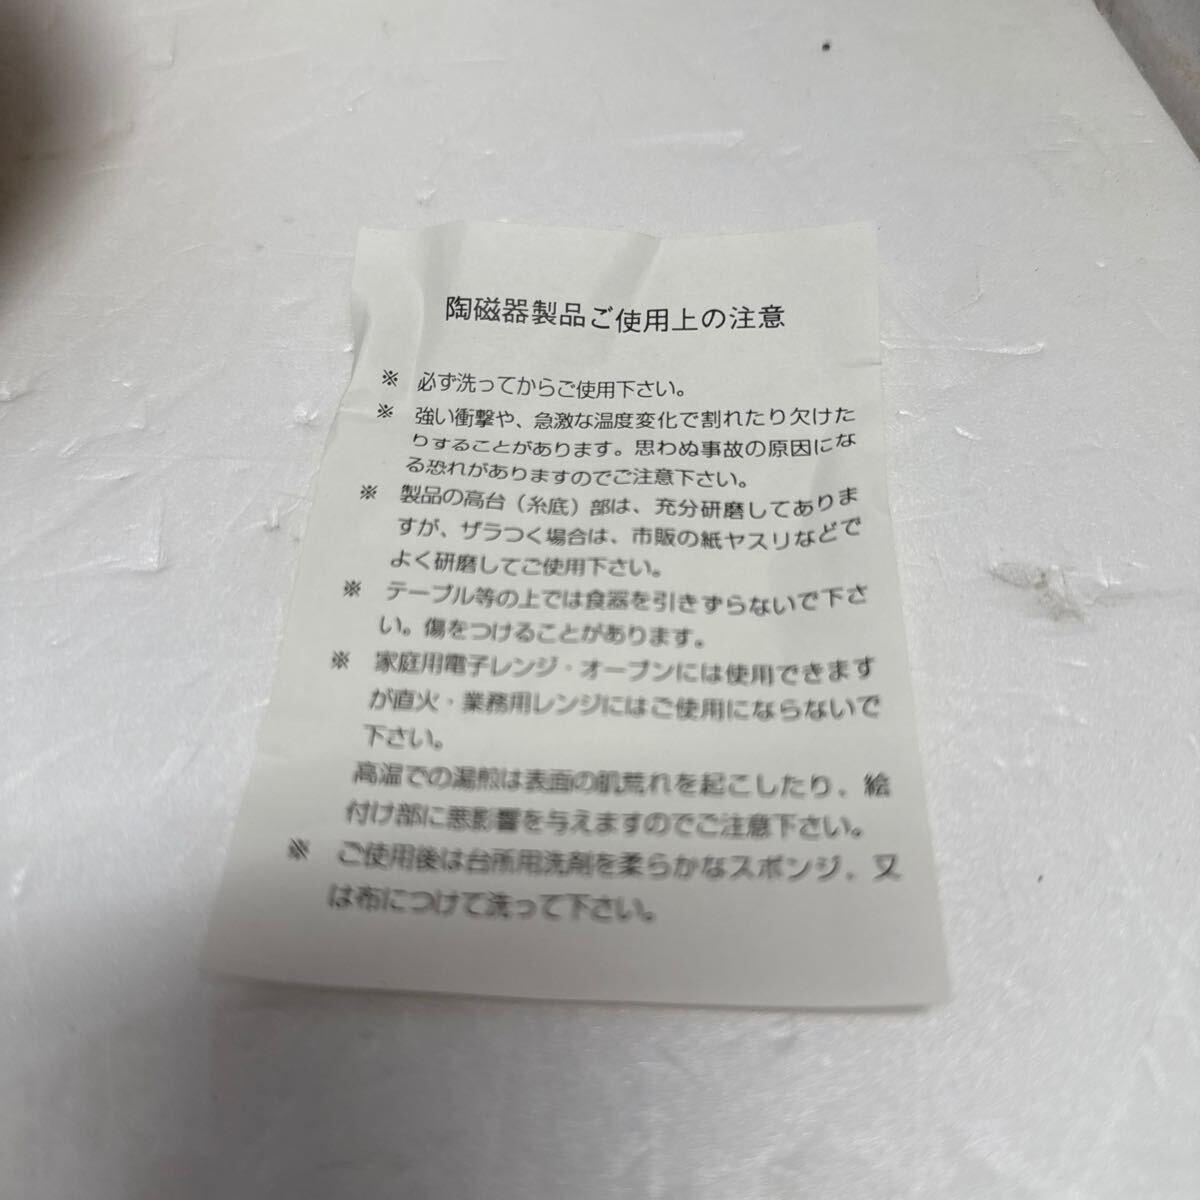 陶磁器製品ご使用上の注意
※ 必ず洗ってからご使用下さい。
※ 強い衝撃や、急激な温度変化で割れたり欠けた
りすることがあります。思わぬ事故の原因にな
る恐れがありますのでご注意下さい。
※ 製品の高台（糸底）部は、充分研磨してありま
すが、ザラつく場合は、市販の紙ヤスリなどで
よく研磨してご使用下さい。
※ テーブル等の上では食器を引きずらないで下さ
い。傷をつけることがあります。
※ 家庭用電子レンジ・オーブンには使用できます
が直火・業務用レンジにはご使用にならないで
下さい。
高温での湯煎は表面の肌荒れを起こしたり、絵
付け部に悪影響を与えますのでご注意下さい。
※ ご使用後は台所用洗剤を柔らかなスポンジ、又
は布につけて洗って下さい。